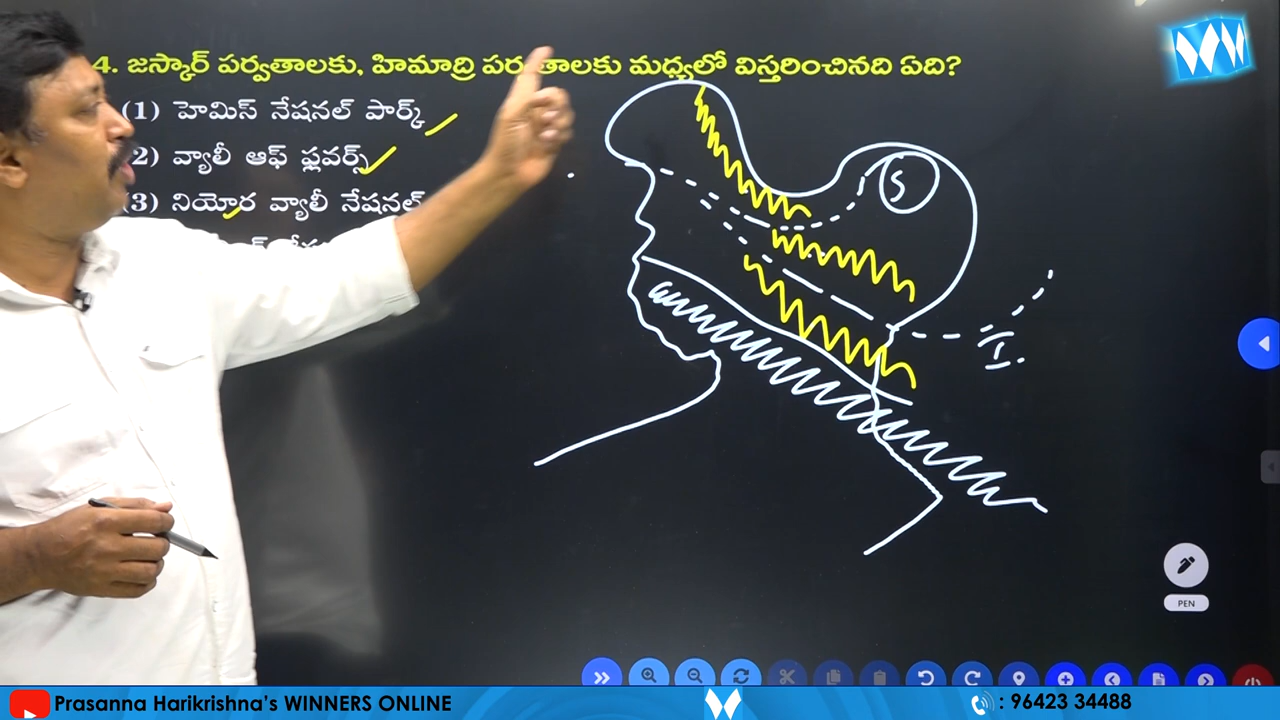 4. జస్కార్ పర్వతాలకు, హిమాద్రి పర్వతాలకు మధ్యలో విస్తరించినది ఏది?
(1) హెమిస్ నేషనల్ పార్క్
2) వ్యాలీ ఆఫ్ ఫ్లవర్స్
(3) నియోర వ్యాలీ నేషనల్
S
PEN
Prasanna Harikrishna's WINNERS ONLINE
: 96423 34488